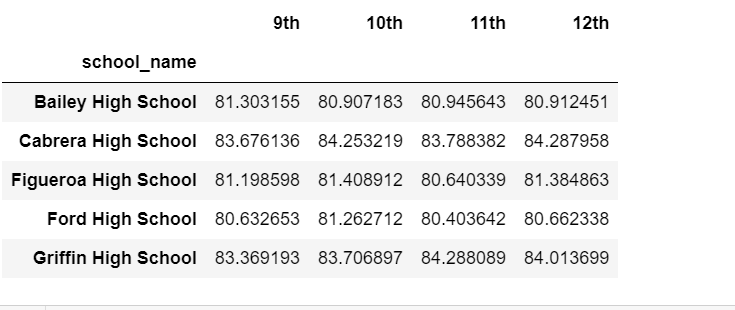 9th 10th 11th 12th
school_name
Bailey High School 81.303155 80.907183 80.945643 80.912451
Cabrera High School 83.676136 84.253219 83.788382 84.287958
Figueroa High School 81.198598 81.408912 80.640339 81.384863
Ford High School 80.632653 81.262712 80.403642 80.662338
Griffin High School 83.369193 83.706897 84.288089 84.013699